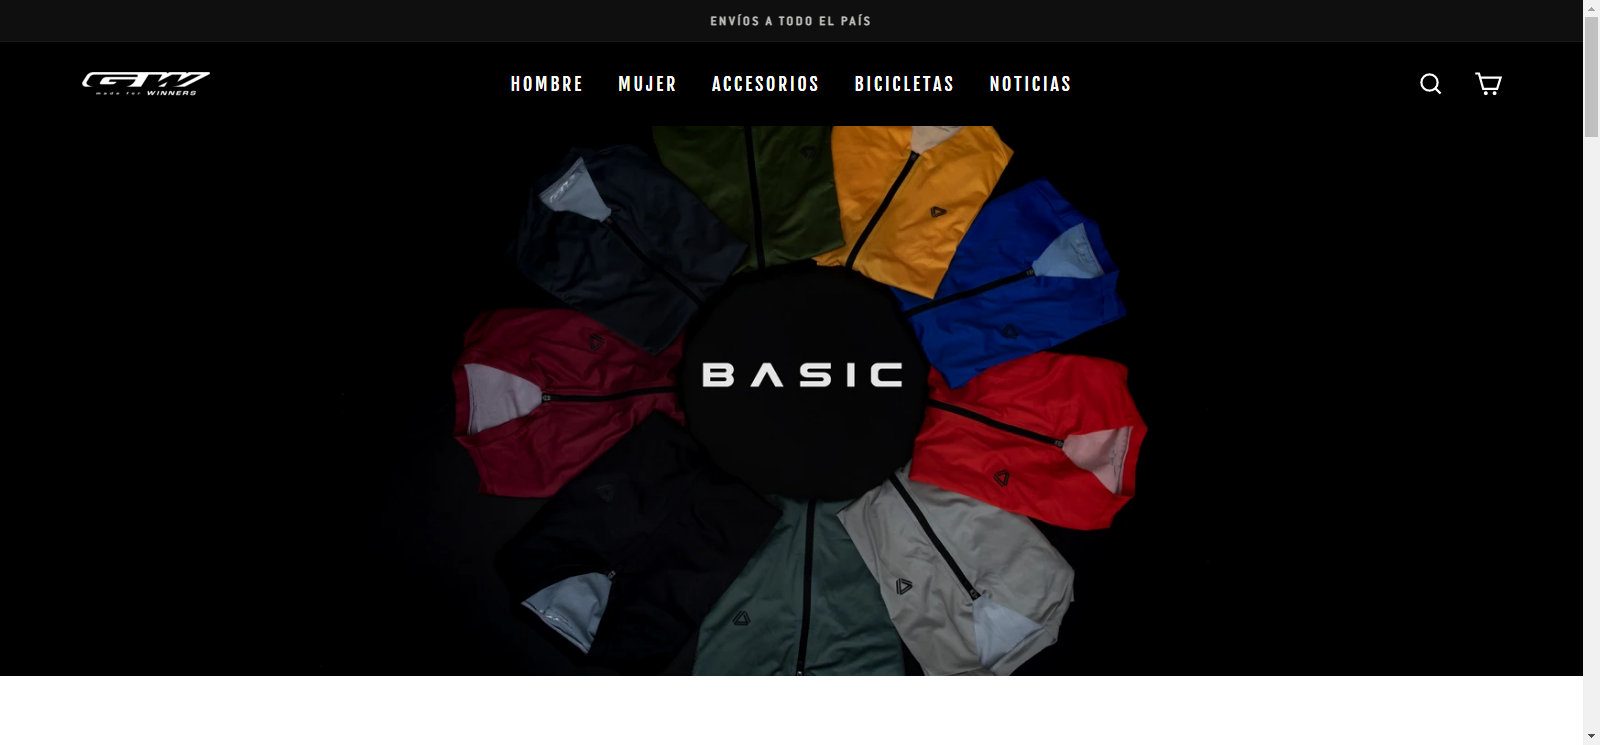 ENVÍOS A TODO EL PAÍS
GW
made for WINNERS
HOMBRE MUJER ACCESORIOS BICICLETAS NOTICIAS
BASIC